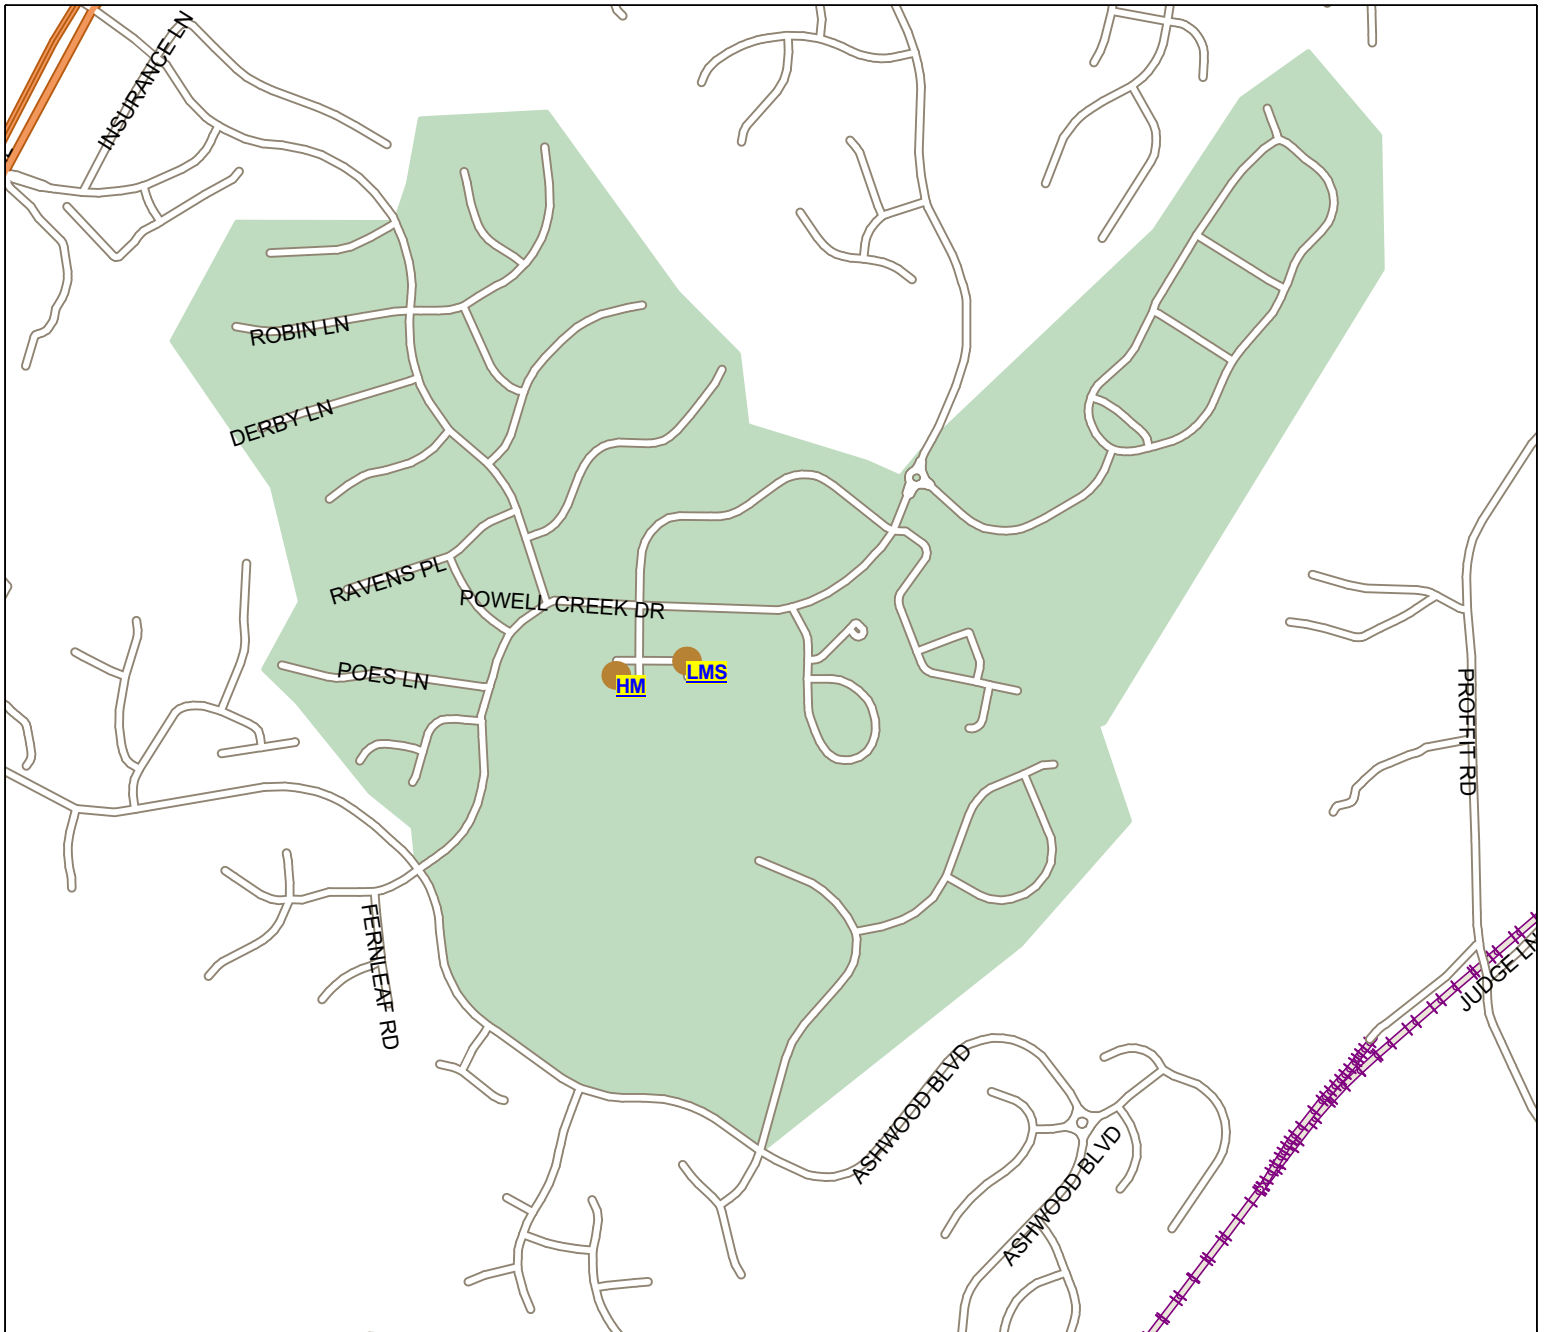 INSURANCE LN
ROBIN LN
DERBY LN
RAVENS PL
POWELL CREEK DR
POES LN
HM
LMS
PROFFIT RD
FERNLEAF RD
JUDGE LN
ASHWOOD BLVD
ASHWOOD BLVD